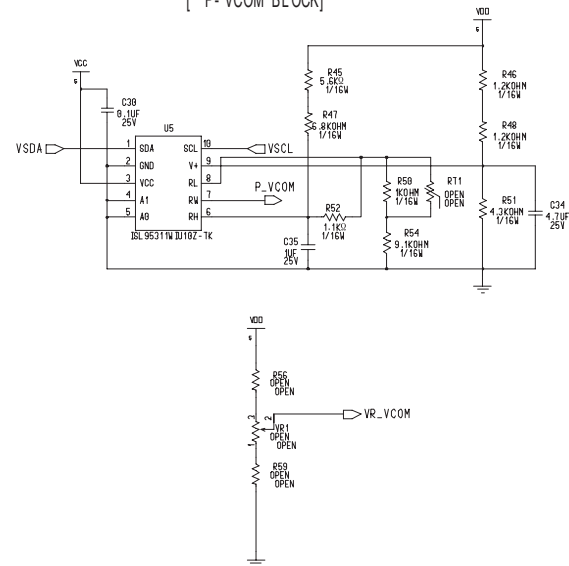 [ P-VCOM BLOCK]
VDD
VCC
R45
5.6KΩ
1/16W
R46
1.2KOHM
1/16W
C30
0.1UF
25V
R47
6.8KOHM
1/16W
R48
1.2KOHM
1/16W
U5
VSDA
1 SDA SCL 10
VSCL
2 GND V+ 9
3 VCC RL 8
P_VCOM
4 A1 RW 7
5 A0 RH 6
ISL95311WIU10Z-TK
R52
1.1KΩ
1/16W
R50
1KOHM
1/16W
RT1
OPEN
OPEN
R51
4.3KOHM
1/16W
C34
4.7UF
25V
C35
1UF
25V
R54
9.1KOHM
1/16W
VDD
R56
OPEN
OPEN
3
2
VR_VCOM
VR1
OPEN
OPEN
1
R59
OPEN
OPEN